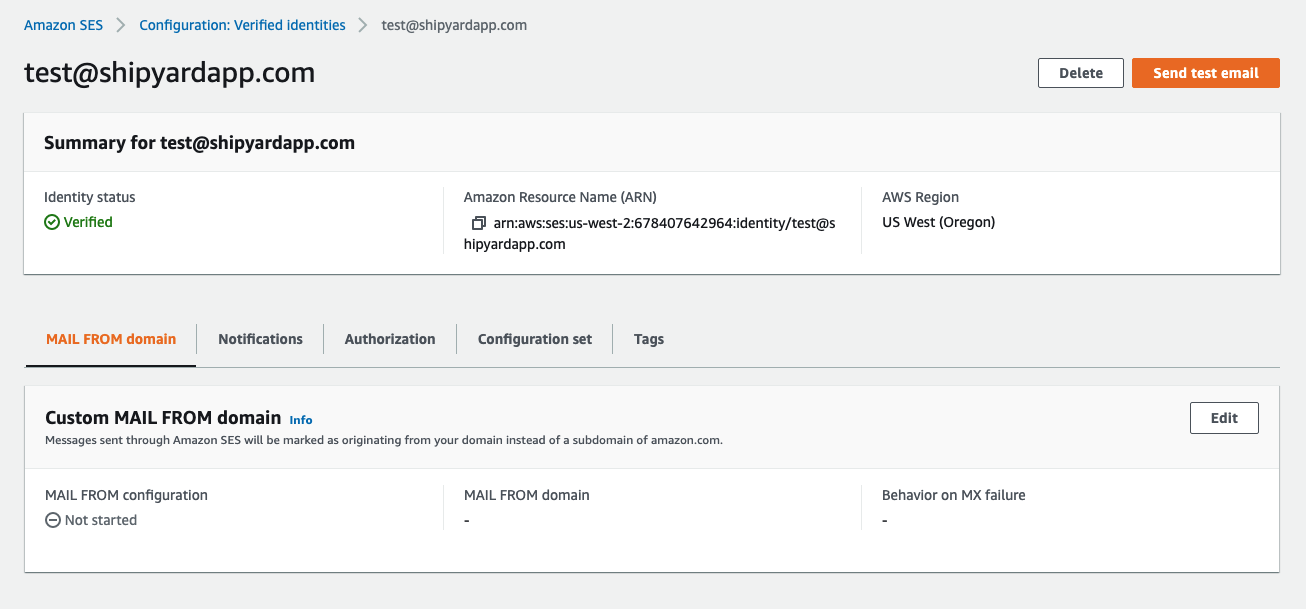 Amazon SES > Configuration: Verified identities > test@shipyardapp.com
test@shipyardapp.com
Delete
Send test email
Summary for test@shipyardapp.com
Identity status
Verified
Amazon Resource Name (ARN)
arn:aws:ses:us-west-2:678407642964:identity/test@s
hipyardapp.com
AWS Region
US West (Oregon)
MAIL FROM domain
Notifications
Authorization
Configuration set
Tags
Custom MAIL FROM domain Info
Messages sent through Amazon SES will be marked as originating from your domain instead of a subdomain of amazon.com.
Edit
MAIL FROM configuration
Not started
MAIL FROM domain
-
Behavior on MX failure
-